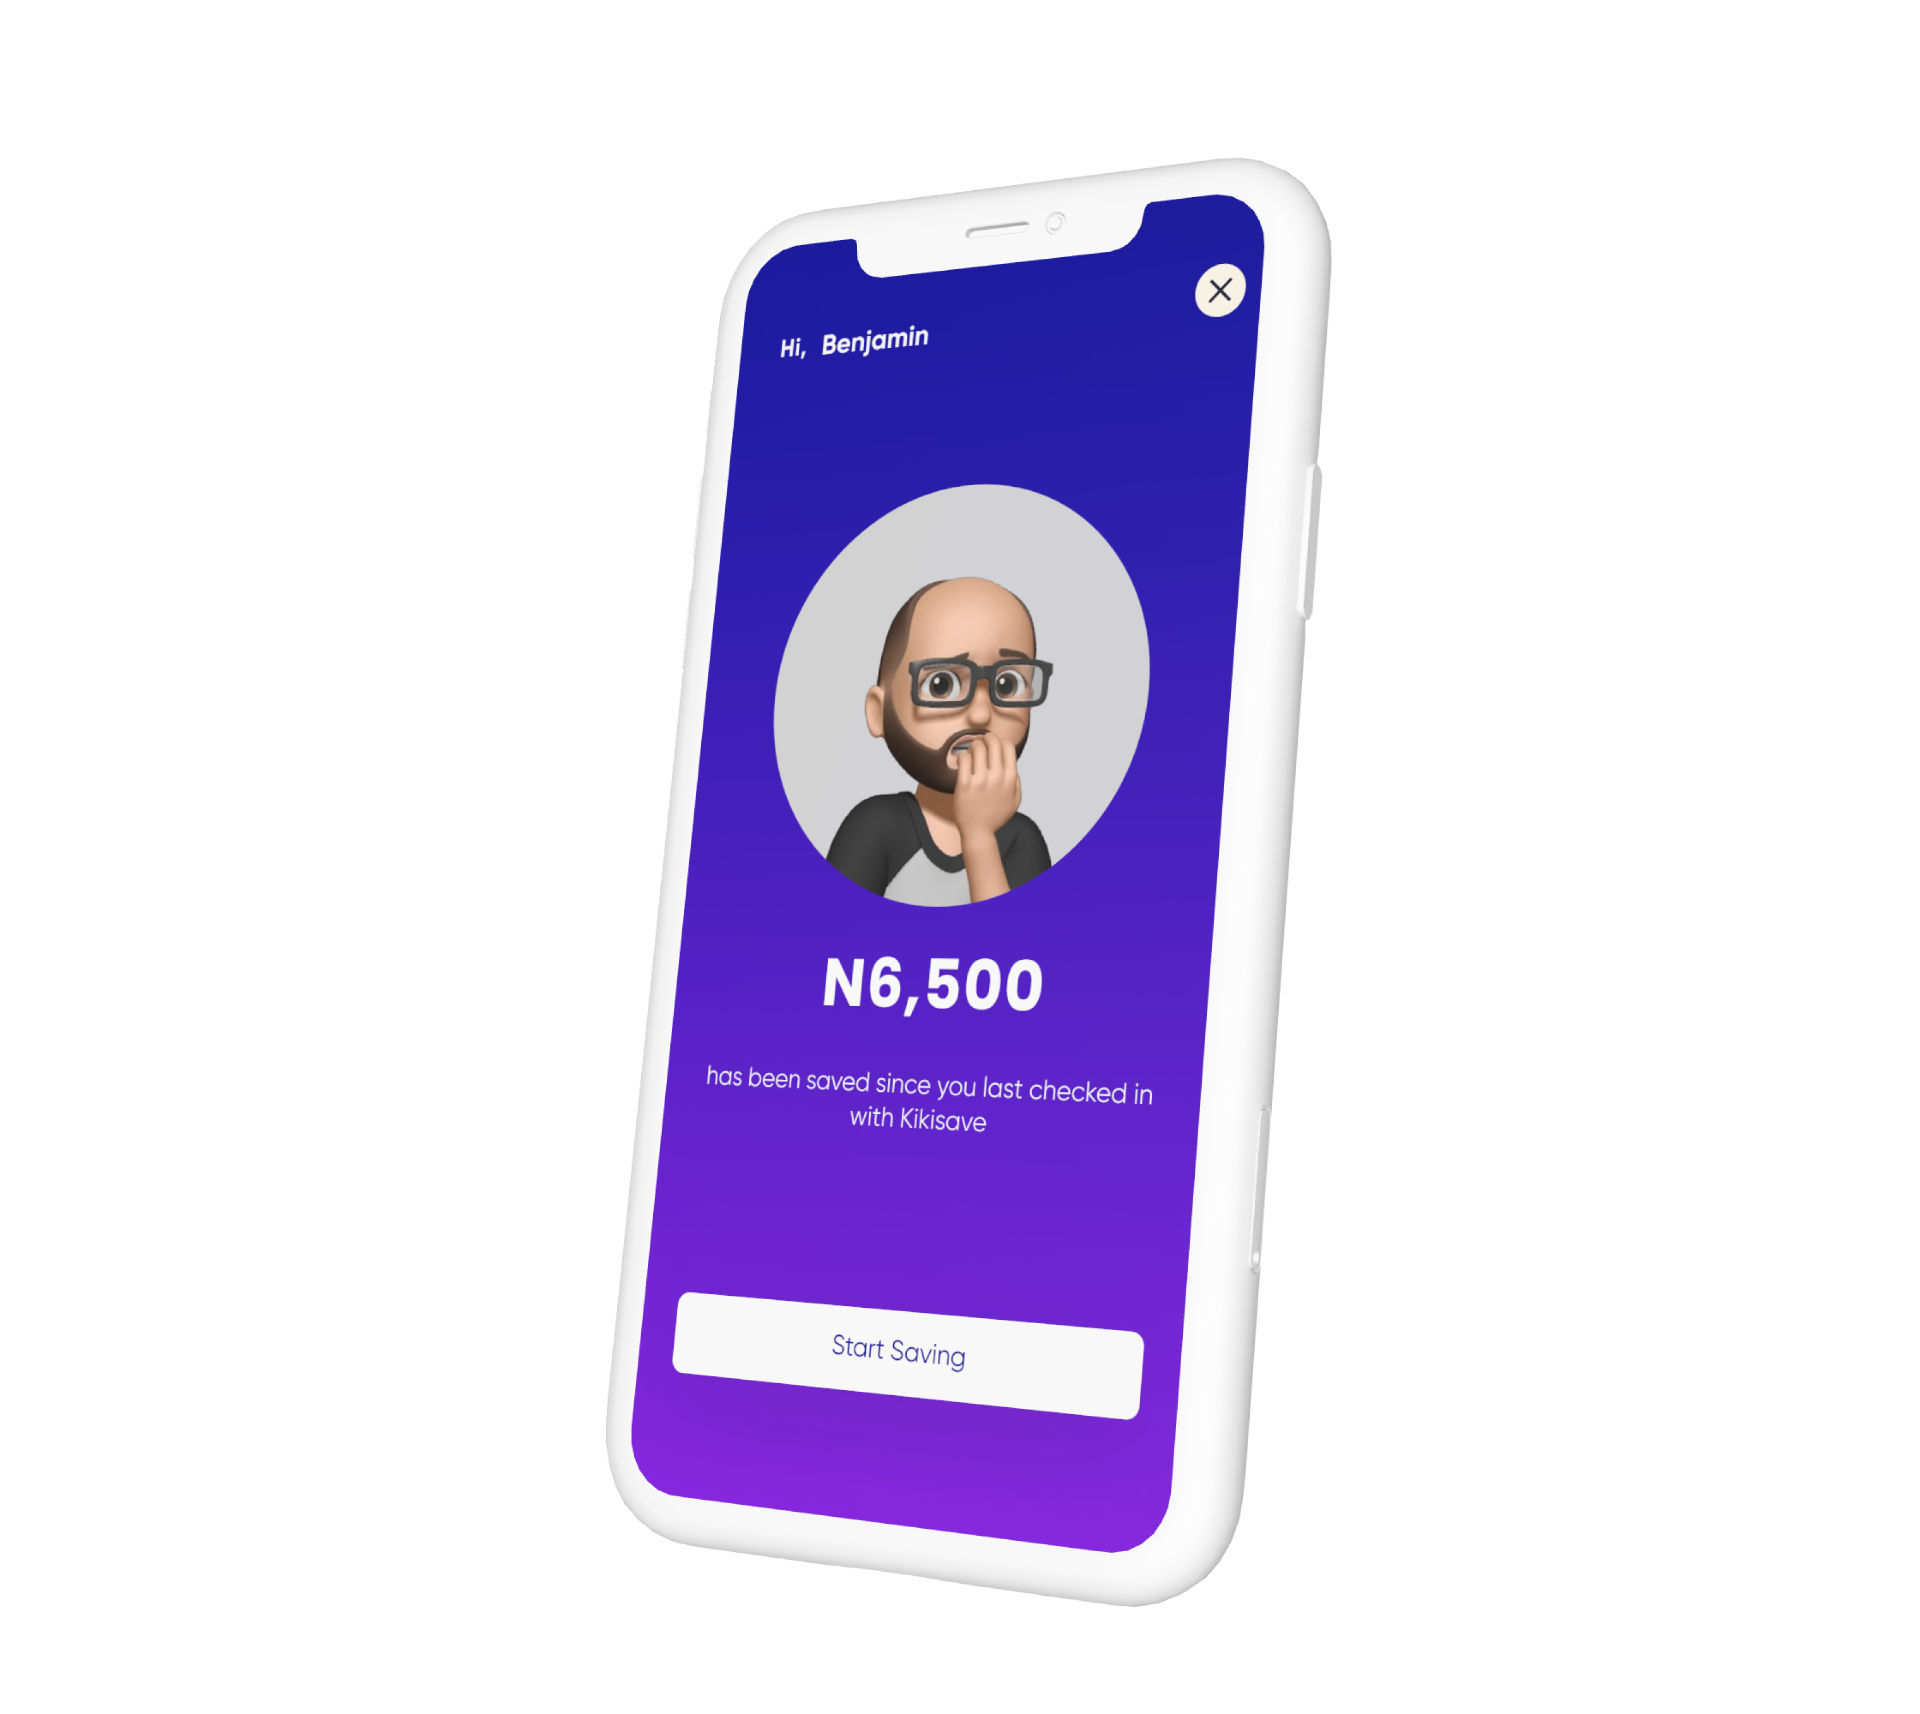 Hi, Benjamin
N6,500
has been saved since you last checked in
with Kikisave
Start Saving